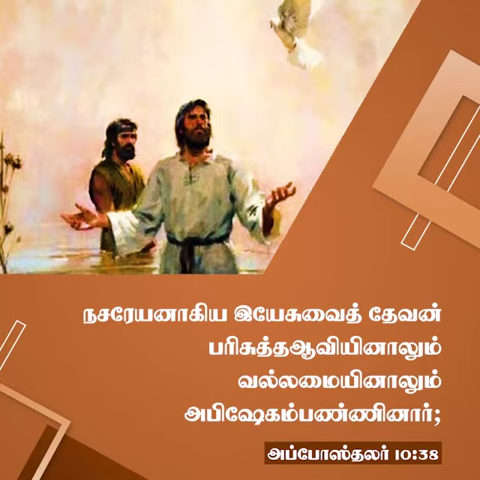 நசரேயனாகிய இயேசுவைத் தேவன்
பரிசுத்தஆவியினாலும்
வல்லமையினாலும்
அபிஷேகம்பண்ணினார்;
அப்போஸ்தலர் 10:38